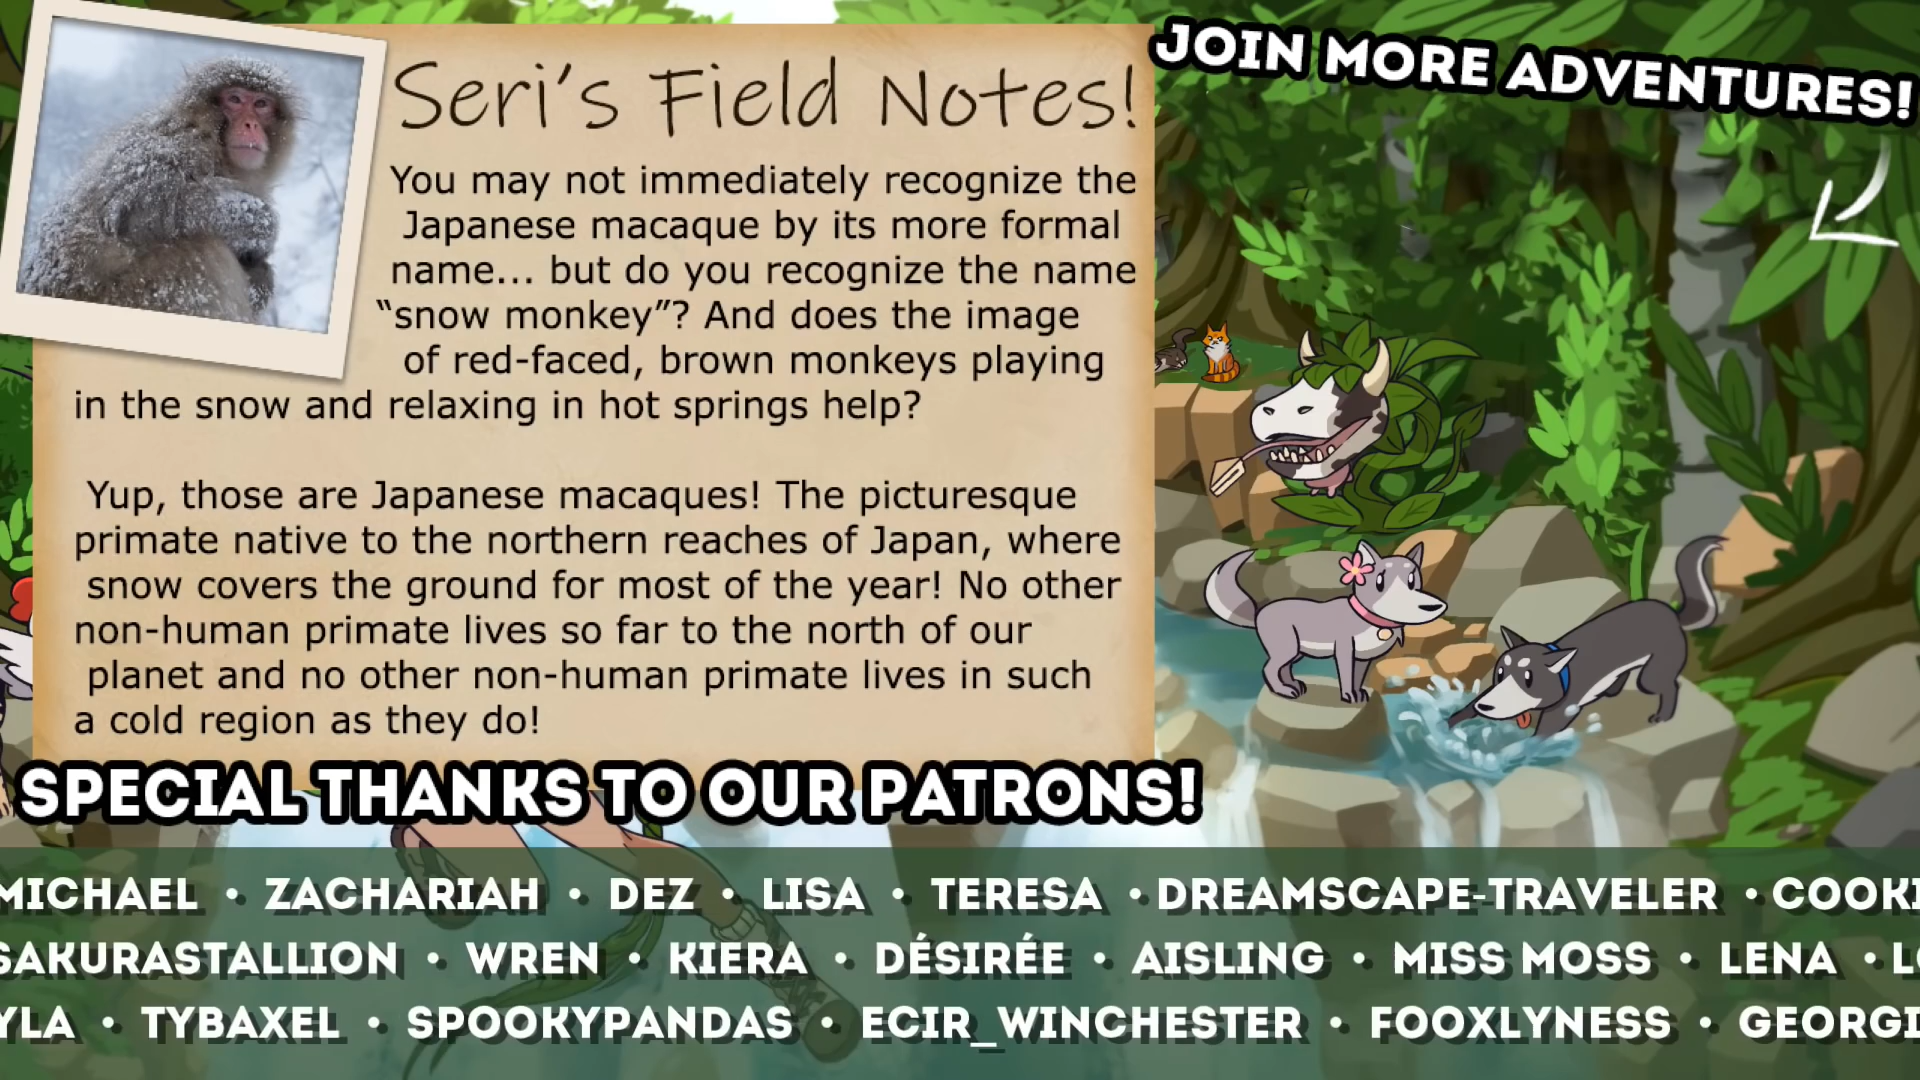 Seri's Field Notes!
JOIN MORE ADVENTURES!
You may not immediately recognize the
Japanese macaque by its more formal
name... but do you recognize the name
“snow monkey”? And does the image
of red-faced, brown monkeys playing
in the snow and relaxing in hot springs help?
Yup, those are Japanese macaques! The picturesque
primate native to the northern reaches of Japan, where
snow covers the ground for most of the year! No other
non-human primate lives so far to the north of our
planet and no other non-human primate lives in such
a cold region as they do!
SPECIAL THANKS TO OUR PATRONS!
MICHAEL • ZACHARIAH • DEZ • LISA • TERESA • DREAMSCAPE-TRAVELER • COOKI
SAKURASTALLION • WREN • KIERA • DÉSIRÉE • AISLING • MISS MOSS • LENA •
YLA • TYBAXEL • SPOOKYPANDAS • ECIR_WINCHESTER • FOOXLYNESS • GEORGI